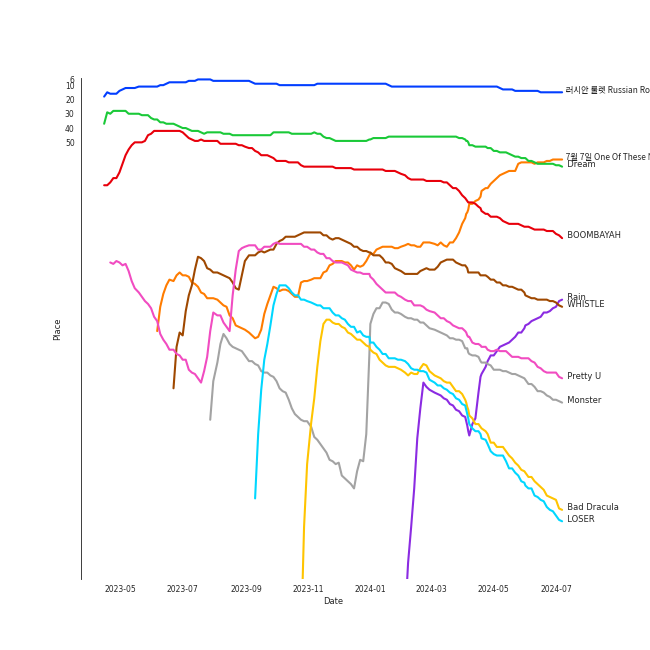 6
10
20
30
40
50
Place
러시안 룰렛 Russian Ro
7월 7일 One Of These N
Dream
BOOMBAYAH
Rain
WHISTLE
Pretty U
Monster
Bad Dracula
LOSER
2023-05
2023-07
2023-09
2023-11
2024-01
2024-03
2024-05
2024-07
Date